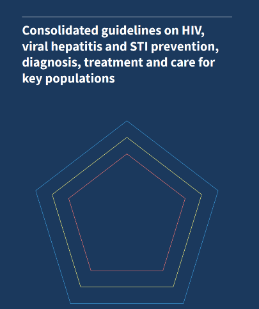 Consolidated guidelines on HIV,
viral hepatitis and STI prevention,
diagnosis, treatment and care for
key populations